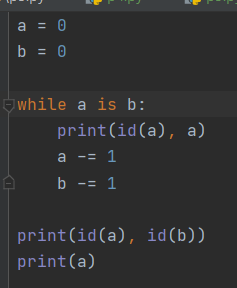 a = 0
b = 0
while a is b:
    print(id(a), a)
    a -= 1
    b -= 1
print(id(a), id(b))
print(a)